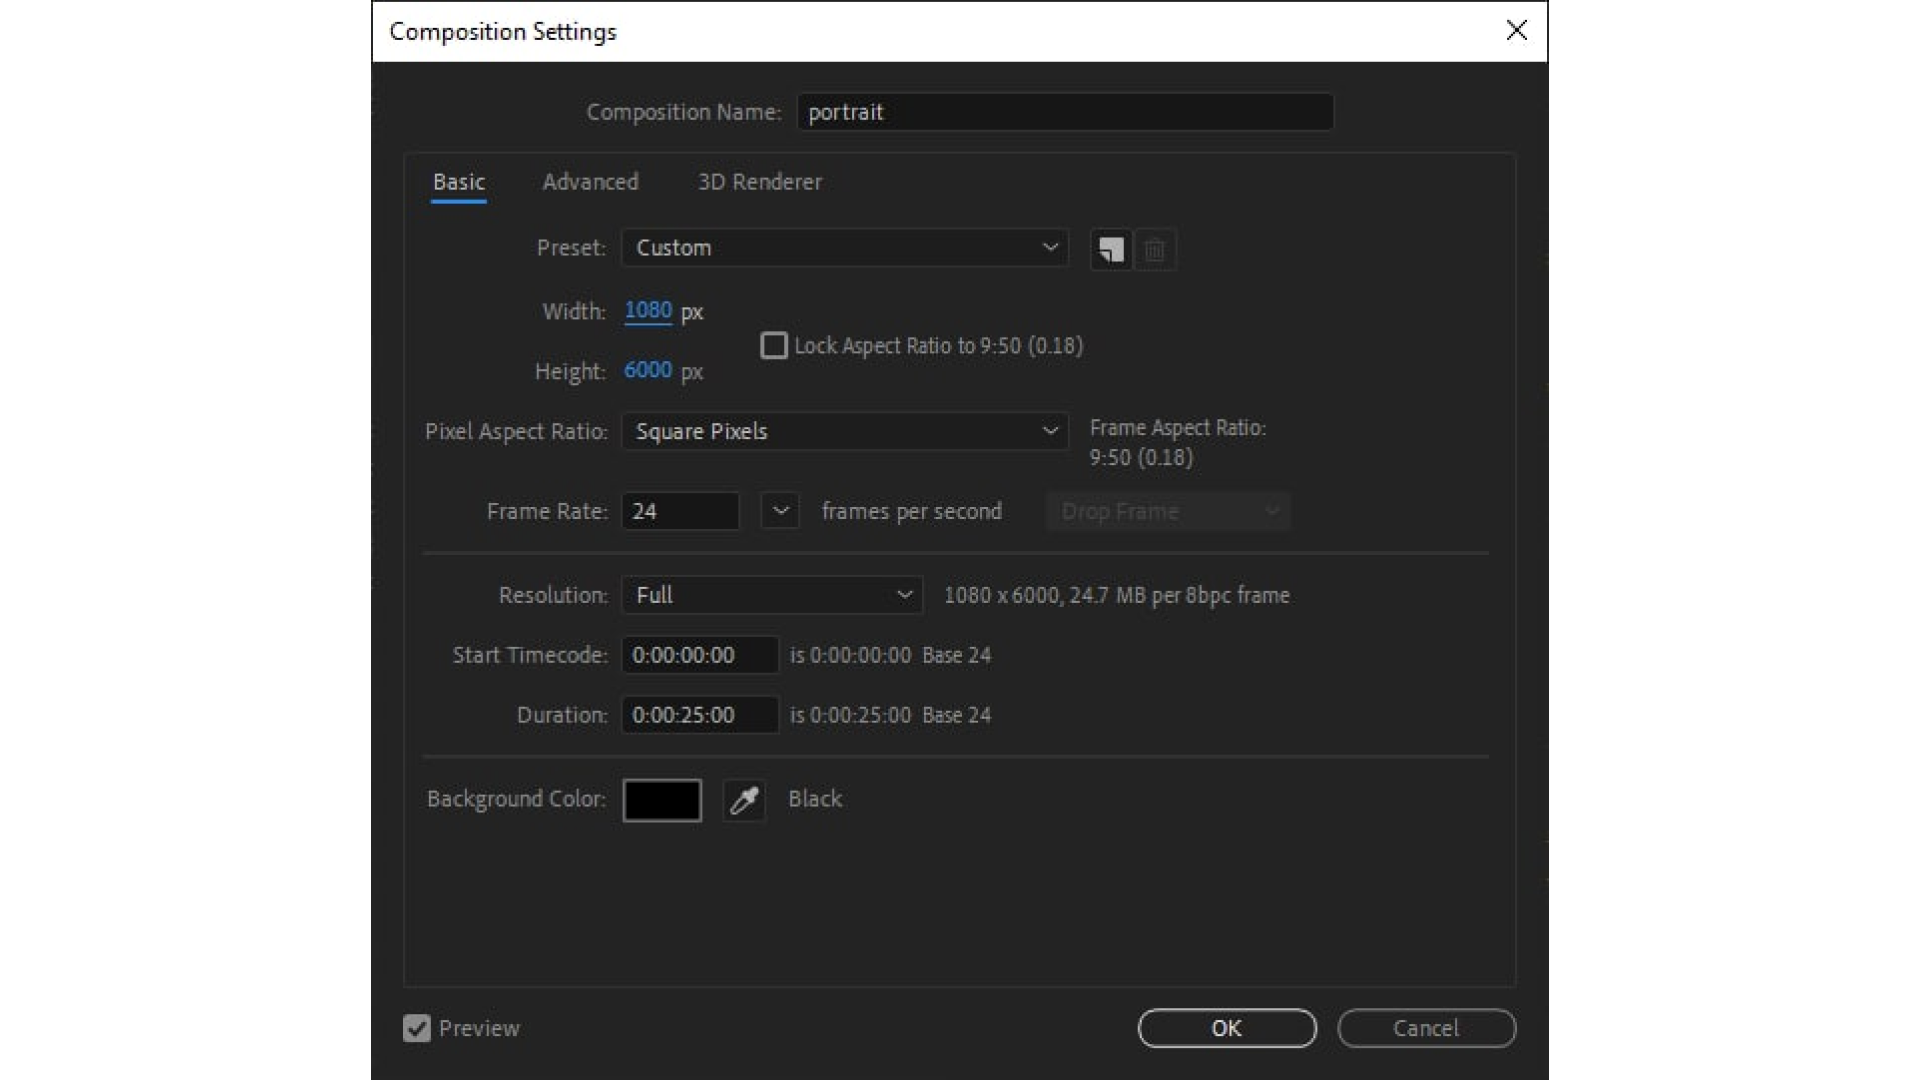 Composition Settings
Composition Name: portrait
Basic Advanced 3D Renderer
Preset: Custom
Width: 1080 px
Lock Aspect Ratio to 9:50 (0.18)
Height: 6000 px
Pixel Aspect Ratio: Square Pixels
Frame Aspect Ratio:
9:50 (0.18)
Frame Rate: 24 frames per second Drop Frame
Resolution: Full 1080 x 6000, 24.7 MB per 8bpc frame
Start Timecode: 0:00:00:00 is 0:00:00:00 Base 24
Duration: 0:00:25:00 is 0:00:25:00 Base 24
Background Color: Black
Preview OK Cancel